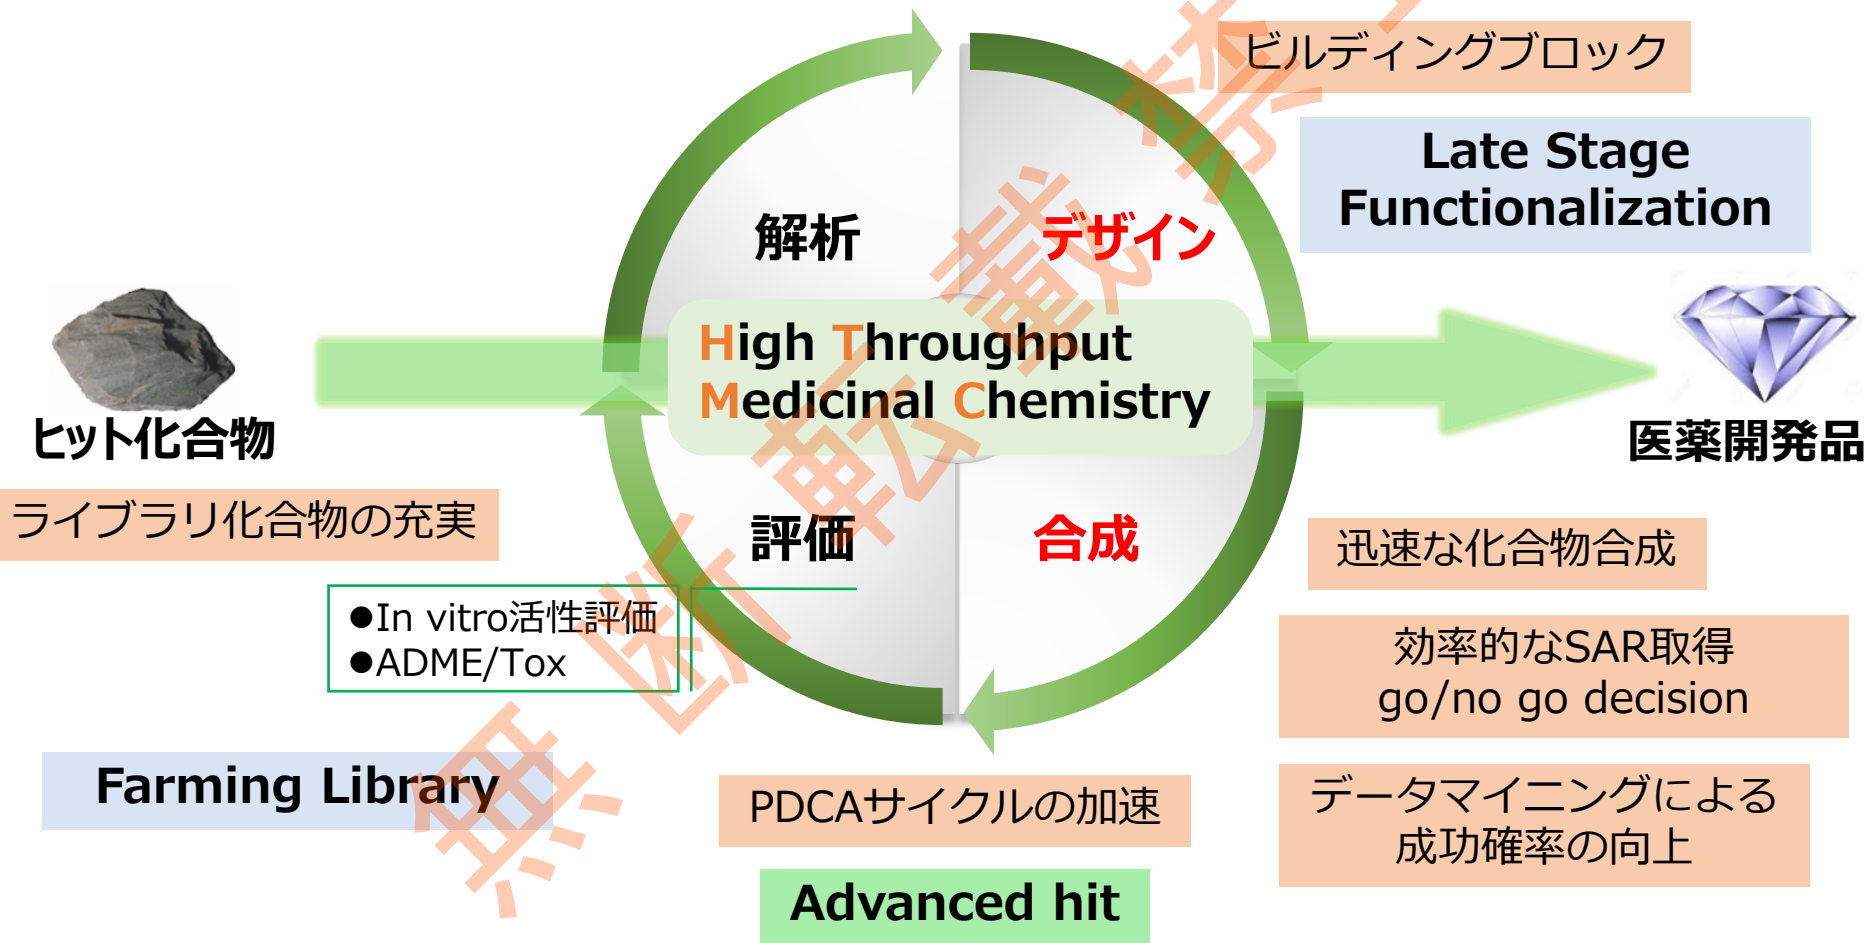 ビルディングブロック
Late Stage
Functionalization
解析
デザイン
High Throughput
Medicinal Chemistry
ヒット化合物
医薬開発品
ライブラリ化合物の充実
評価
合成
迅速な化合物合成
●In vitro活性評価
●ADME/Tox
効率的なSAR取得
go/no go decision
Farming Library
PDCAサイクルの加速
データマイニングによる
成功確率の向上
Advanced hit
無断転載禁